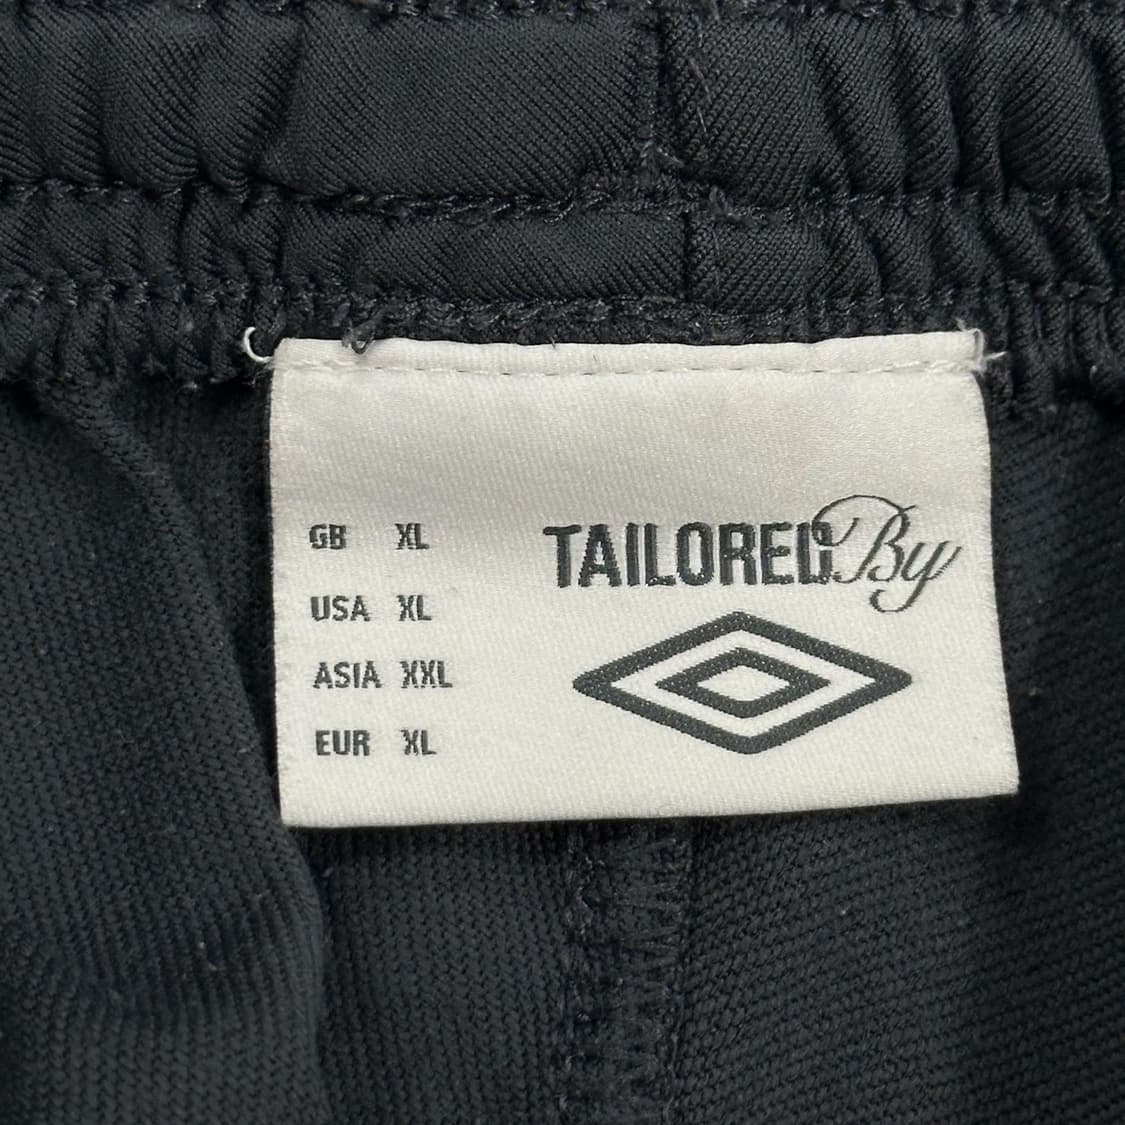 GB XL
USA XL
ASIA XXL
EUR XL
TAILORED By